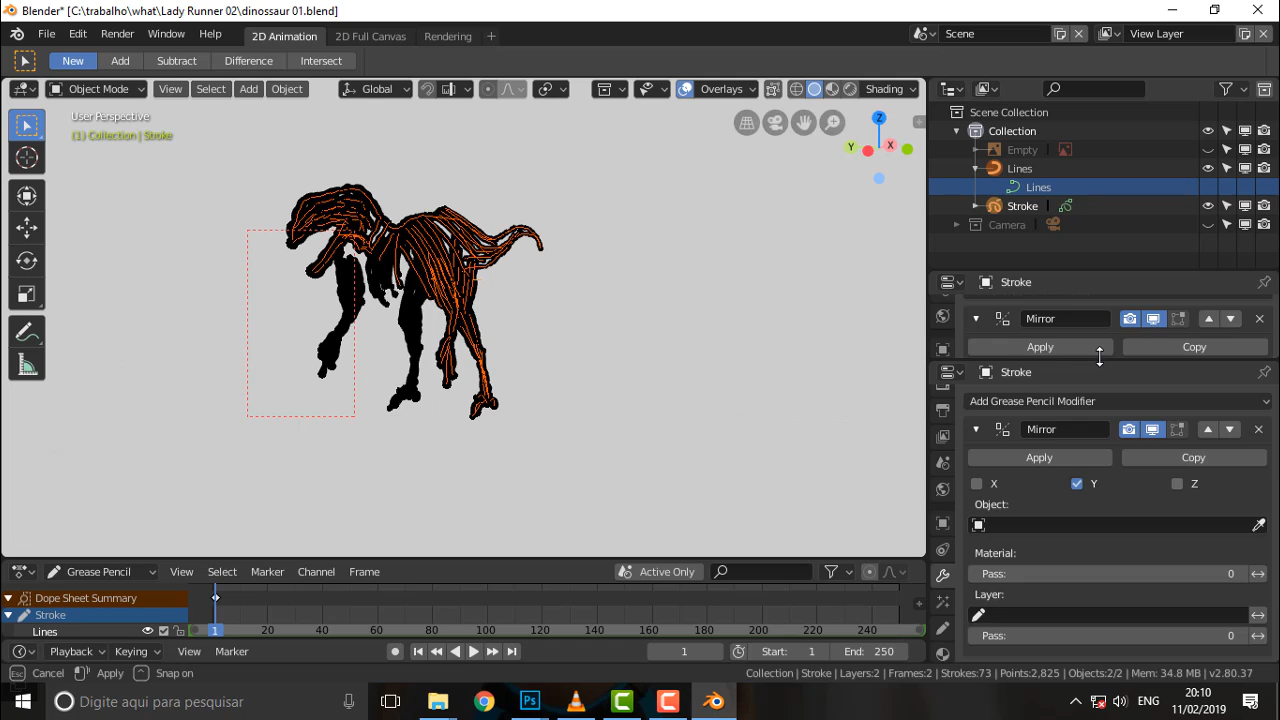 Blender* [C:\trabalho\what\Lady Runner 02\dinossaur 01.blend]
File Edit Render Window Help 2D Animation 2D Full Canvas Rendering + Scene View Layer
New Add Subtract Difference Intersect
Object Mode View Select Add Object Global Overlays Shading
User Perspective
(1) Collection | Stroke
Z
Y X
Scene Collection
Collection
Empty
Lines
Lines
Stroke
Camera
Stroke
Mirror
Apply Copy
Stroke
Add Grease Pencil Modifier
Mirror
Apply Copy
X Y Z
Object:
Material:
Pass: 0
Layer:
Pass: 0
Grease Pencil View Select Marker Channel Frame Active Only
Dope Sheet Summary
Stroke
Lines
1 20 40 60 80 100 120 140 160 180 200 220 240
Playback Keying View Marker 1 Start: 1 End: 250
Esc Cancel Apply Snap on Collection | Stroke | Layers:2 | Frames:2 | Strokes:73 | Points:2,825 | Objects:2/2 | Mem: 34.8 MB | v2.80.37
Digite aqui para pesquisar Ps ENG 20:10
11/02/2019